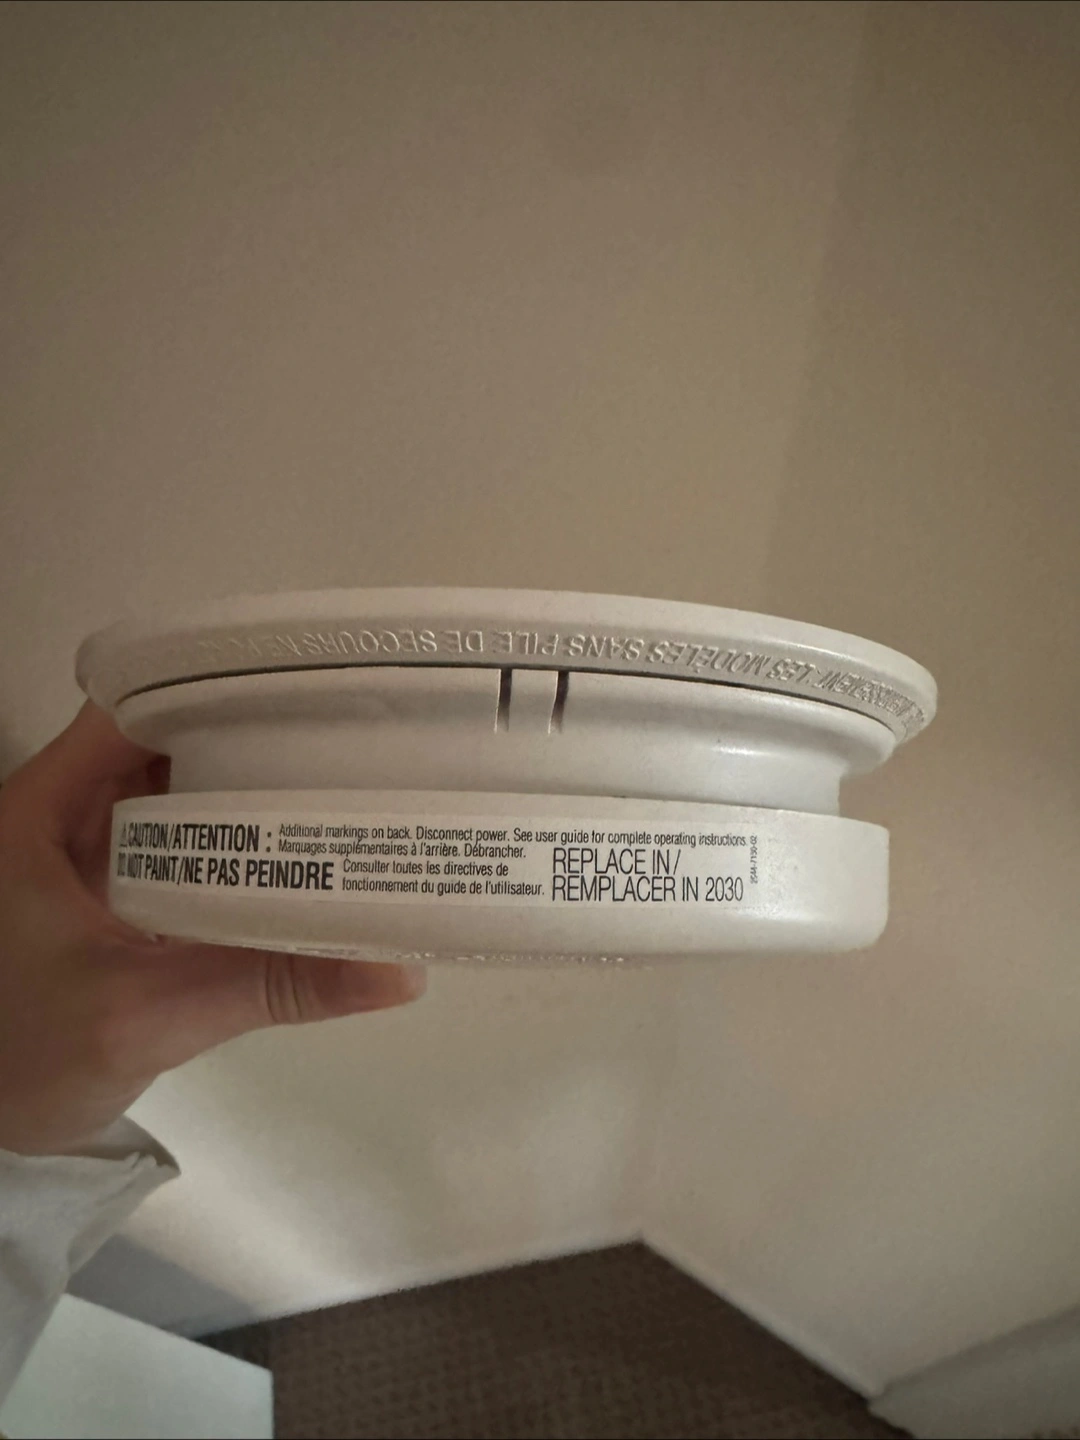 LES MODÈLES SANS PILE DE SECOURS NE
⚠CAUTION/ATTENTION :
DO NOT PAINT/NE PAS PEINDRE
Additional markings on back. Disconnect power. See user guide for complete operating instructions.
Marquages supplémentaires à l'arrière. Débrancher.
Consulter toutes les directives de
fonctionnement du guide de l'utilisateur.
REPLACE IN/
REMPLACER IN 2030